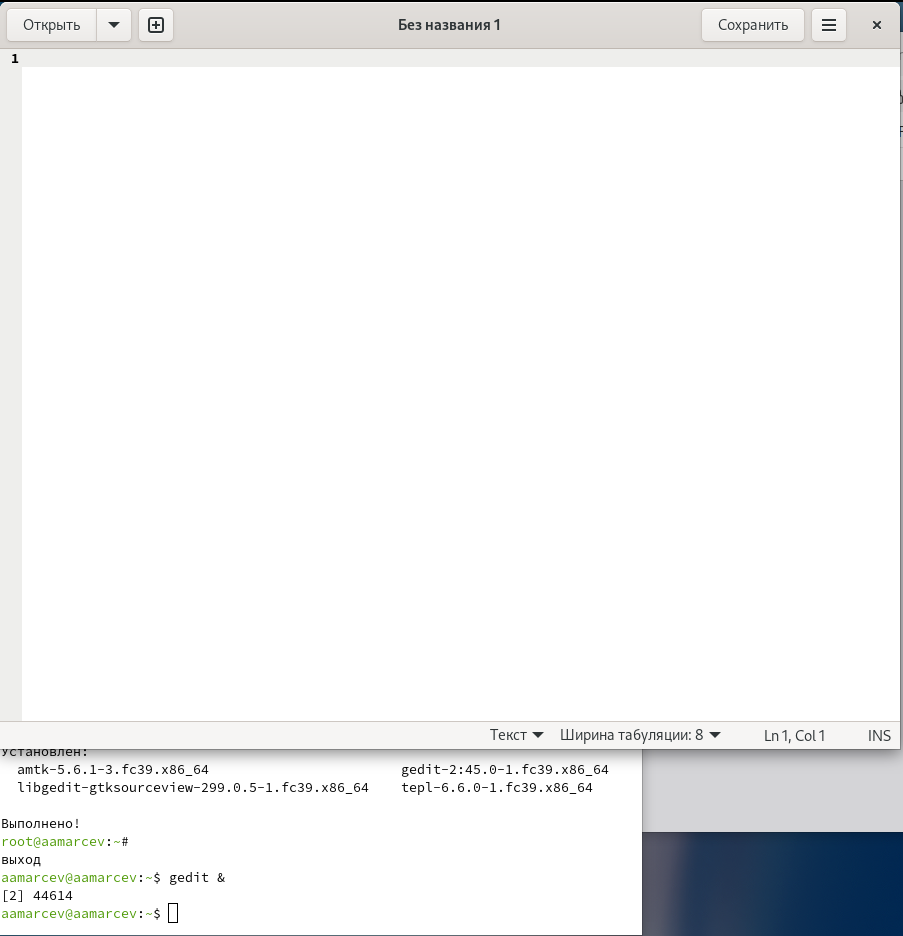 Открыть Без названия 1 Сохранить
1
Текст Ширина табуляции: 8 Ln 1, Col 1 INS
Установлен:
amtk-5.6.1-3.fc39.x86_64 gedit-2:45.0-1.fc39.x86_64
libgedit-gtksourceview-299.0.5-1.fc39.x86_64 tepl-6.6.0-1.fc39.x86_64
Выполнено!
root@aamarcev:~#
выход
aamarcev@aamarcev:~$ gedit &
[2] 44614
aamarcev@aamarcev:~$